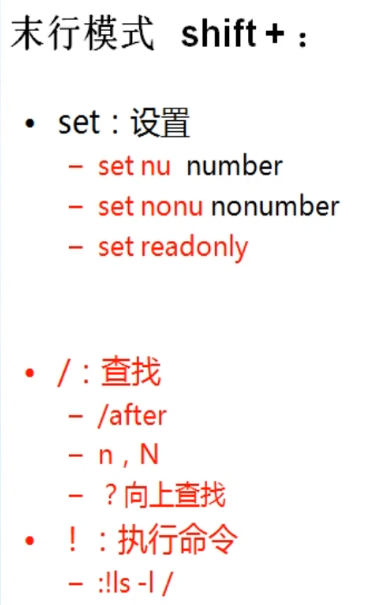 末行模式 shift + :
• set：设置
– set nu number
– set nonu nonumber
– set readonly
• /：查找
– /after
– n，N
– ？向上查找
• ！：执行命令
– :!ls -l /